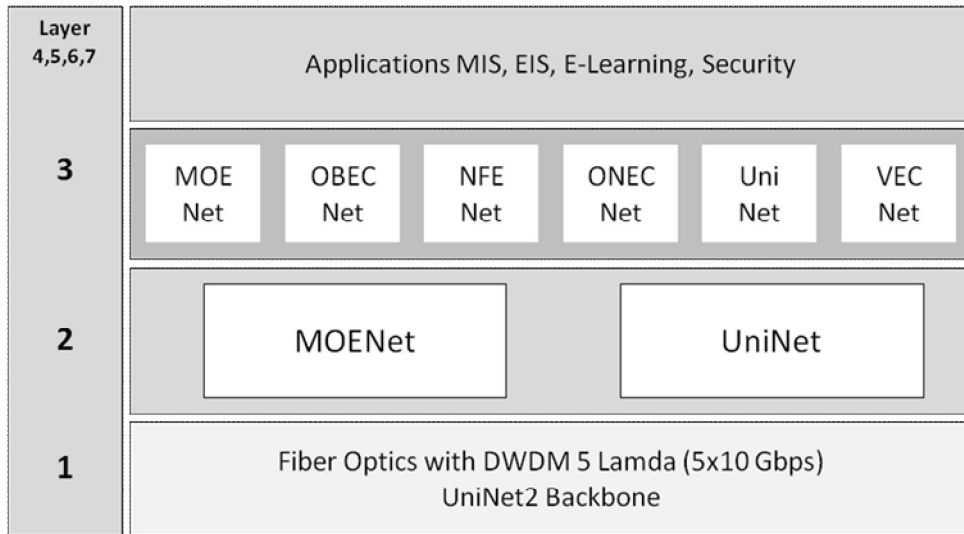 Layer
4,5,6,7
Applications MIS, EIS, E-Learning, Security
3
MOE
Net
OBEC
Net
NFE
Net
ONEC
Net
Uni
Net
VEC
Net
2
MOENet
UniNet
1
Fiber Optics with DWDM 5 Lamda (5x10 Gbps)
UniNet2 Backbone